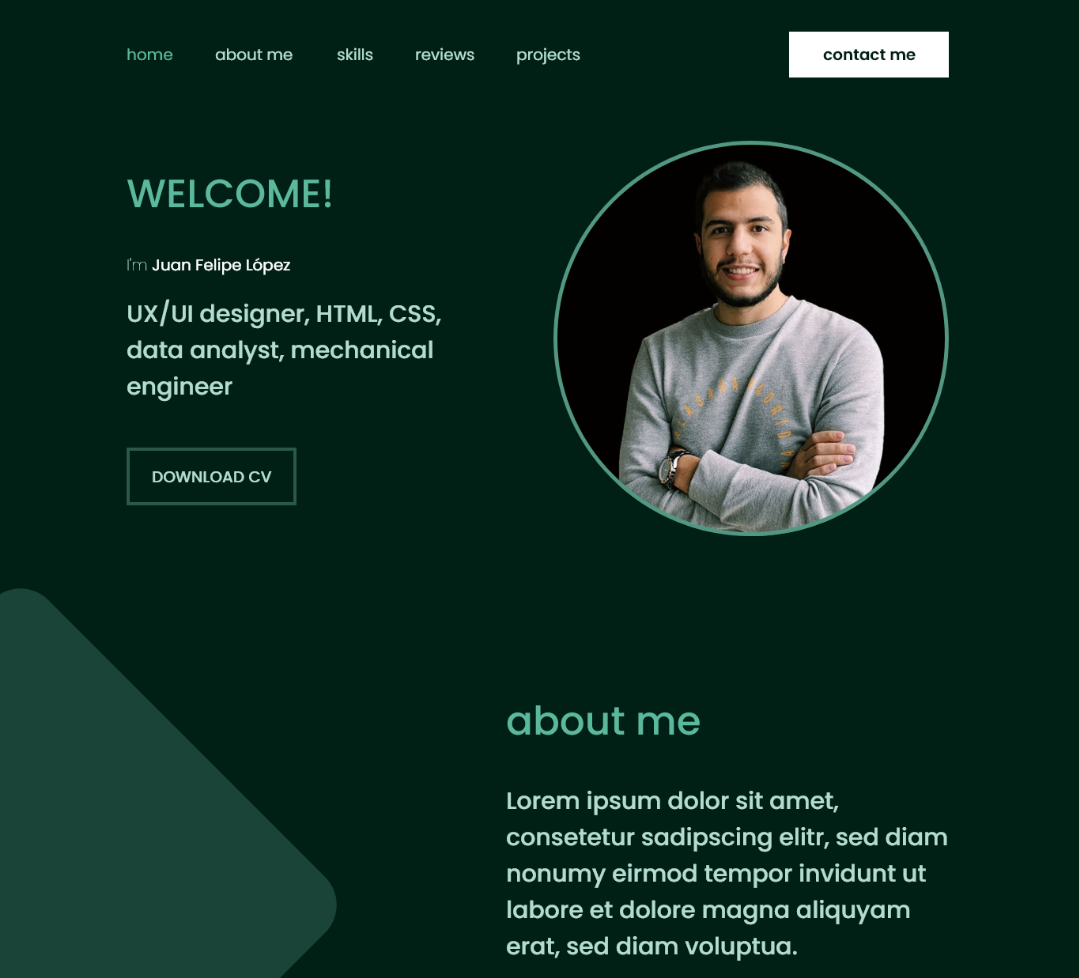 home about me skills reviews projects contact me
WELCOME!
I'm Juan Felipe López
UX/UI designer, HTML, CSS,
data analyst, mechanical
engineer
DOWNLOAD CV
about me
Lorem ipsum dolor sit amet,
consetetur sadipscing elitr, sed diam
nonumy eirmod tempor invidunt ut
labore et dolore magna aliquyam
erat, sed diam voluptua.